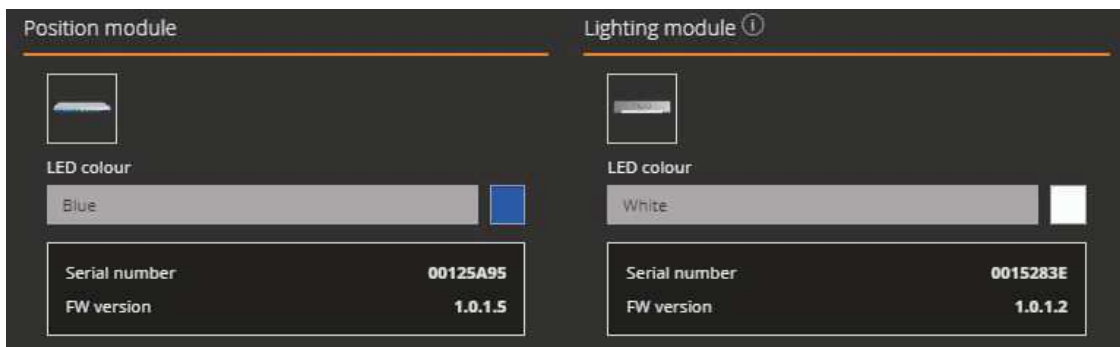 Position module
LED colour
Blue
Serial number 00125A95
FW version 1.0.1.5
Lighting module
LED colour
White
Serial number 0015283E
FW version 1.0.1.2